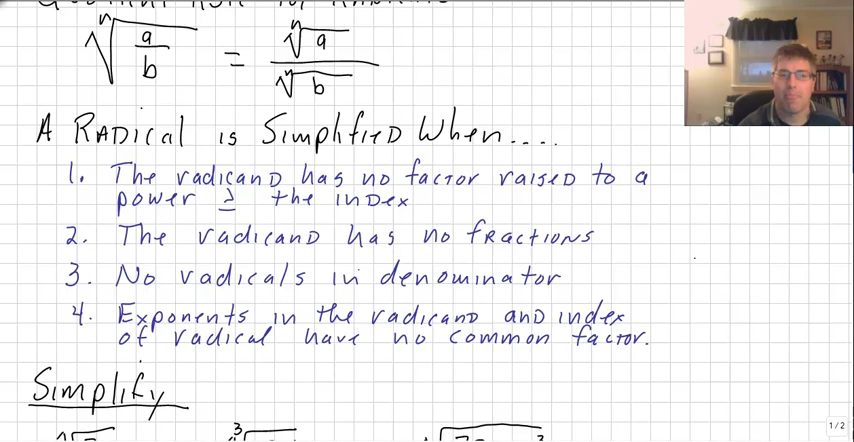 ⁿ√(a/b) = ⁿ√a / ⁿ√b
A RADICAL is Simplified When....
1. The radicand has no factor raised to a
power ≥ the index
2. The radicand has no fractions
3. No radicals in denominator
4. Exponents in the radicand and index
of radical have no common factor.
Simplify
1/2